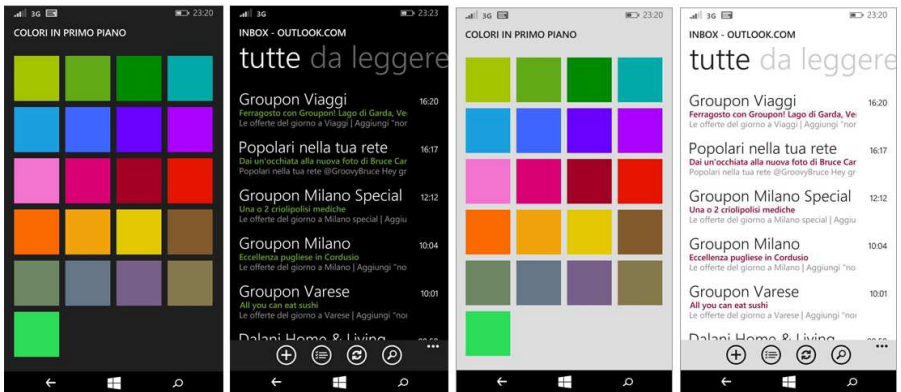 3G 23:20
COLORI IN PRIMO PIANO
3G 23:23
INBOX - OUTLOOK.COM
tutte da leggere
Groupon Viaggi 16:20
Ferragosto con Groupon! Lago di Garda, Ve
Le offerte del giorno a Viaggi | Aggiungi "nor
Popolari nella tua rete 16:17
Dai un'occhiata alla nuova foto di Bruce Car
Popolari nella tua rete @GroovyBruce Hey gr
Groupon Milano Special 12:12
Una o 2 criolipolisi mediche
Le offerte del giorno a Milano special | Aggiu
Groupon Milano 10:04
Eccellenza pugliese in Cordusio
Le offerte del giorno a Milano | Aggiungi "no
Groupon Varese 10:01
All you can eat sushi
Le offerte del giorno a Varese | Aggiungi "noi
Dalani Home & Living
3G 23:20
COLORI IN PRIMO PIANO
3G 23:20
INBOX - OUTLOOK.COM
tutte da leggere
Groupon Viaggi 16:20
Ferragosto con Groupon! Lago di Garda, Ve
Le offerte del giorno a Viaggi | Aggiungi "nor
Popolari nella tua rete 16:17
Dai un'occhiata alla nuova foto di Bruce Car
Popolari nella tua rete @GroovyBruce Hey gr
Groupon Milano Special 12:12
Una o 2 criolipolisi mediche
Le offerte del giorno a Milano special | Aggiu
Groupon Milano 10:04
Eccellenza pugliese in Cordusio
Le offerte del giorno a Milano | Aggiungi "no
Groupon Varese 10:01
All you can eat sushi
Le offerte del giorno a Varese | Aggiungi "noi
Dalani Home & Living